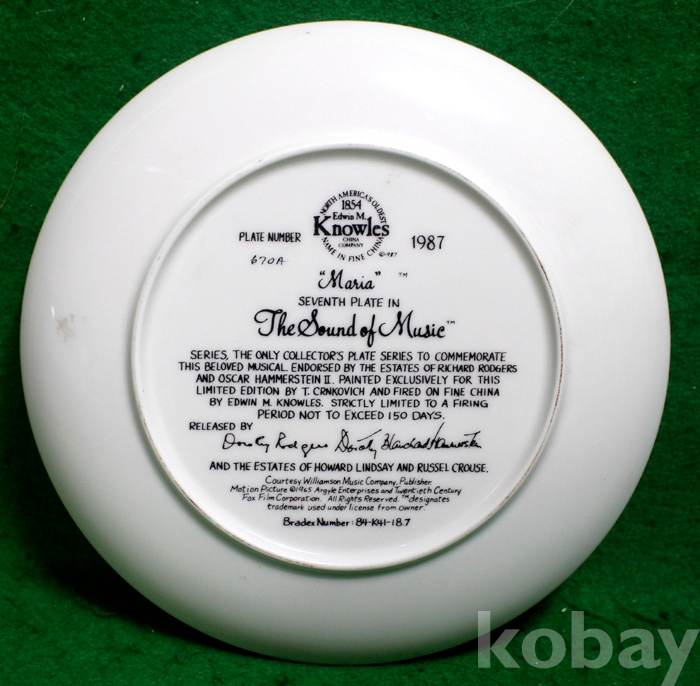 NORTH AMERICA'S OLDEST
1854
Edwin M.
Knowles
CHINA
COMPANY
NAME IN FINE CHINA
©1987
PLATE NUMBER
1987
670A
"Maria" ™
SEVENTH PLATE IN
The Sound of Music™
SERIES, THE ONLY COLLECTOR'S PLATE SERIES TO COMMEMORATE
THIS BELOVED MUSICAL. ENDORSED BY THE ESTATES OF RICHARD RODGERS
AND OSCAR HAMMERSTEIN II. PAINTED EXCLUSIVELY FOR THIS
LIMITED EDITION BY T. CRNKOVICH AND FIRED ON FINE CHINA
BY EDWIN M. KNOWLES. STRICTLY LIMITED TO A FIRING
PERIOD NOT TO EXCEED 150 DAYS.
RELEASED BY
Dorothy Rodgers Dorothy Blanchard Hammerstein
AND THE ESTATES OF HOWARD LINDSAY AND RUSSEL CROUSE.
Courtesy Williamson Music Company, Publisher.
Motion Picture ©1965 Argyle Enterprises and Twentieth Century
Fox Film Corporation. All Rights Reserved. ™ designates
trademark used under license from owner.
Bradex Number: 84-K41-18.7
kobay